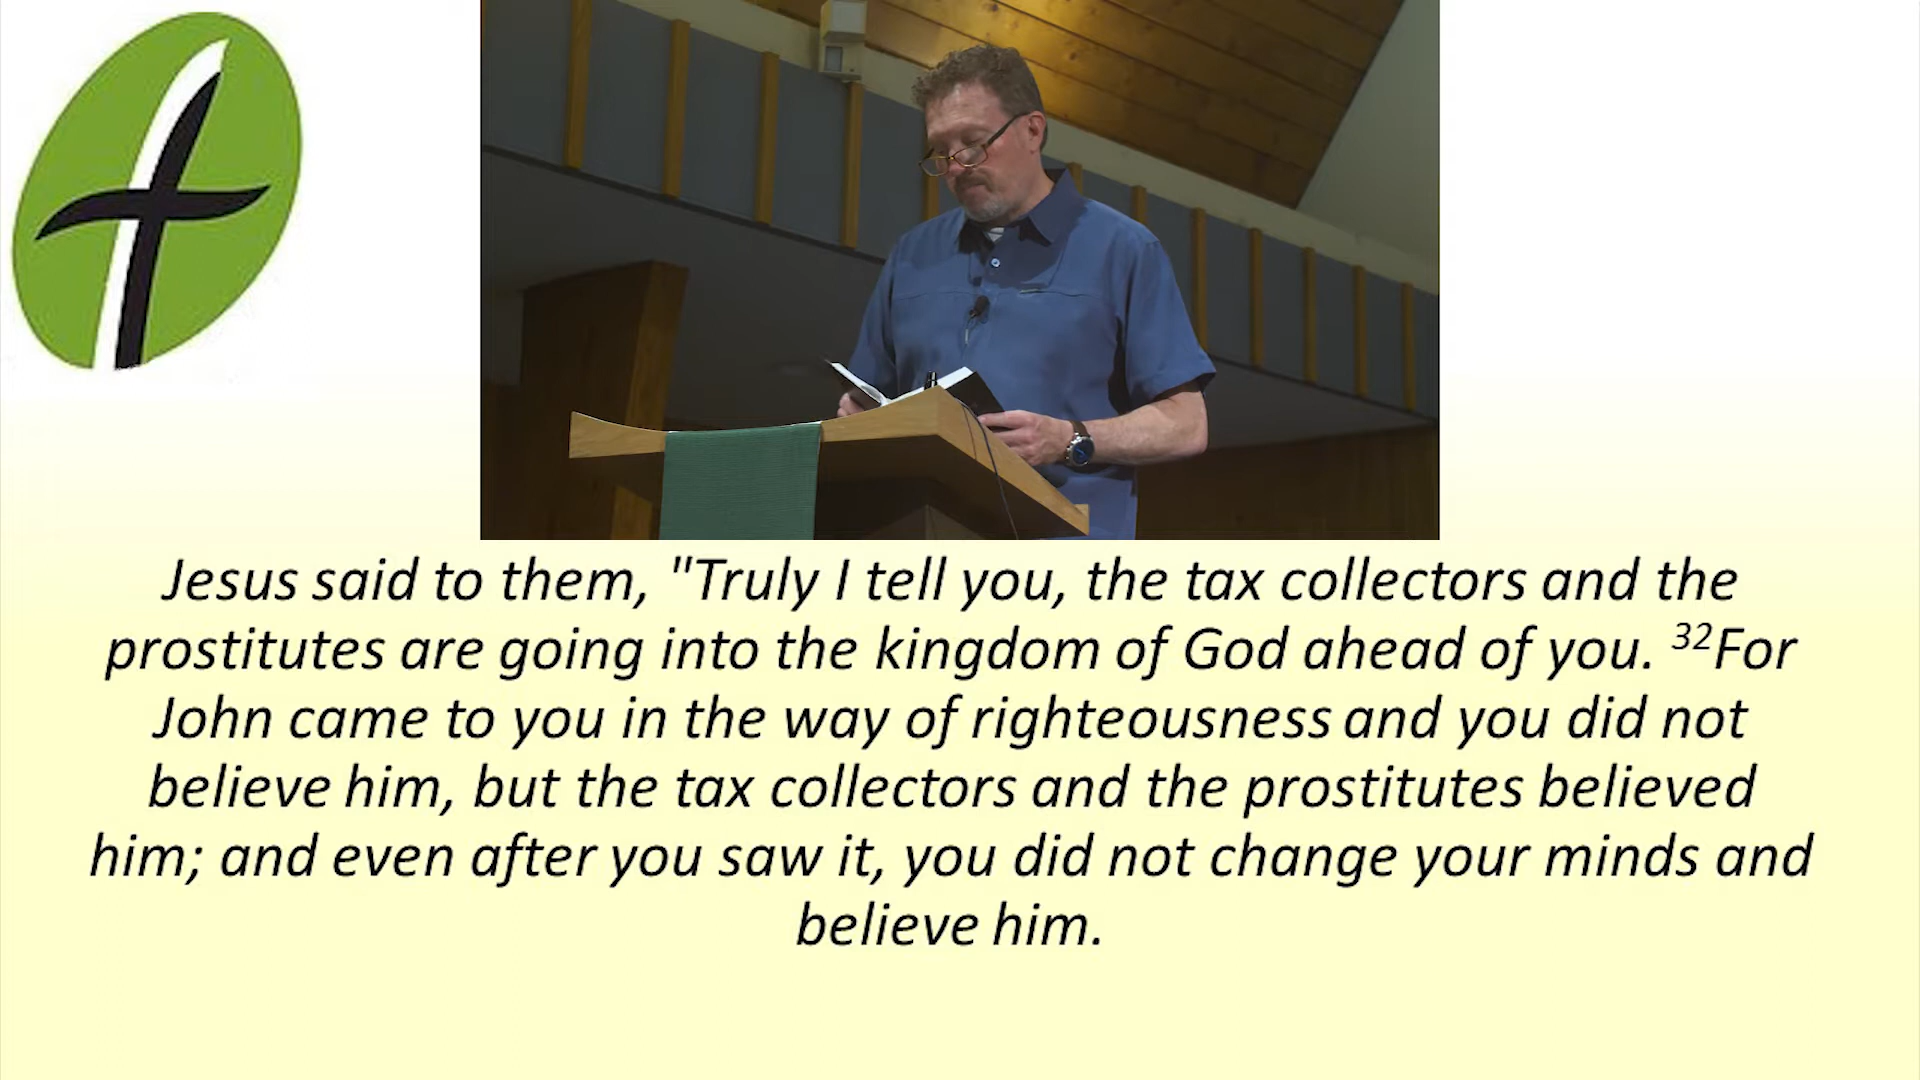 Jesus said to them, "Truly I tell you, the tax collectors and the
prostitutes are going into the kingdom of God ahead of you. ³²For
John came to you in the way of righteousness and you did not
believe him, but the tax collectors and the prostitutes believed
him; and even after you saw it, you did not change your minds and
believe him.